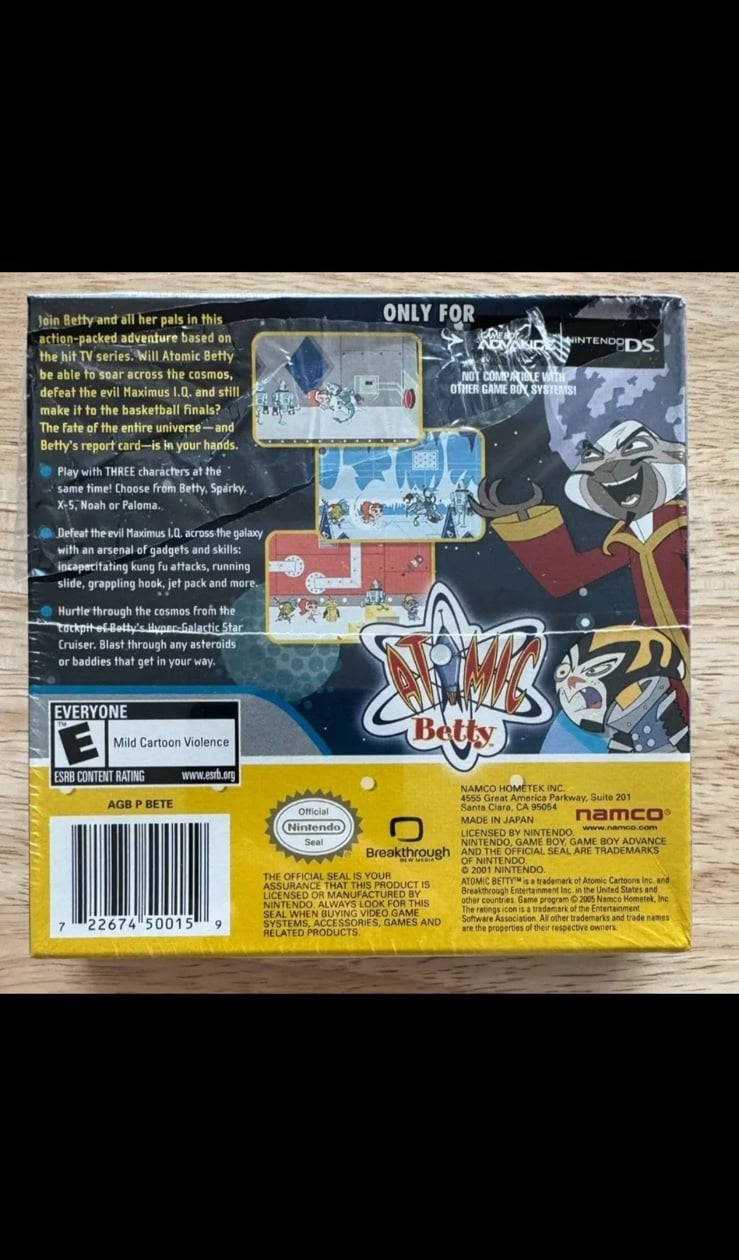 Join Betty and all her pals in this
action-packed adventure based on
the hit TV series. Will Atomic Betty
be able to soar across the cosmos,
defeat the evil Maximus I.Q. and still
make it to the basketball finals?
The fate of the entire universe—and
Betty's report card—is in your hands.
Play with THREE characters at the
same time! Choose from Betty, Sparky,
X-5, Noah or Paloma.
Defeat the evil Maximus I.Q. across the galaxy
with an arsenal of gadgets and skills:
incapacitating kung fu attacks, running
slide, grappling hook, jet pack and more.
Hurtle through the cosmos from the
cockpit of Betty's Hyper-Galactic Star
Cruiser. Blast through any asteroids
or baddies that get in your way.
ONLY FOR
GAME BOY ADVANCE
NINTENDO DS
NOT COMPATIBLE WITH
OTHER GAME BOY SYSTEMS!
ATOMIC
Betty™
EVERYONE
E™
Mild Cartoon Violence
ESRB CONTENT RATING www.esrb.org
AGB P BETE
7 22674 50015 9
Official
Nintendo
Seal
®
THE OFFICIAL SEAL IS YOUR
ASSURANCE THAT THIS PRODUCT IS
LICENSED OR MANUFACTURED BY
NINTENDO. ALWAYS LOOK FOR THIS
SEAL WHEN BUYING VIDEO GAME
SYSTEMS, ACCESSORIES, GAMES AND
RELATED PRODUCTS.
Breakthrough
NEW MEDIA
NAMCO HOMETEK INC.
4555 Great America Parkway, Suite 201
Santa Clara, CA 95054
MADE IN JAPAN
namco®
www.namco.com
LICENSED BY NINTENDO.
NINTENDO, GAME BOY, GAME BOY ADVANCE
AND THE OFFICIAL SEAL ARE TRADEMARKS
OF NINTENDO.
© 2001 NINTENDO.
ATOMIC BETTY™ is a trademark of Atomic Cartoons Inc. and
Breakthrough Entertainment Inc. in the United States and
other countries. Game program © 2005 Namco Hometek, Inc.
The ratings icon is a trademark of the Entertainment
Software Association. All other trademarks and trade names
are the properties of their respective owners.